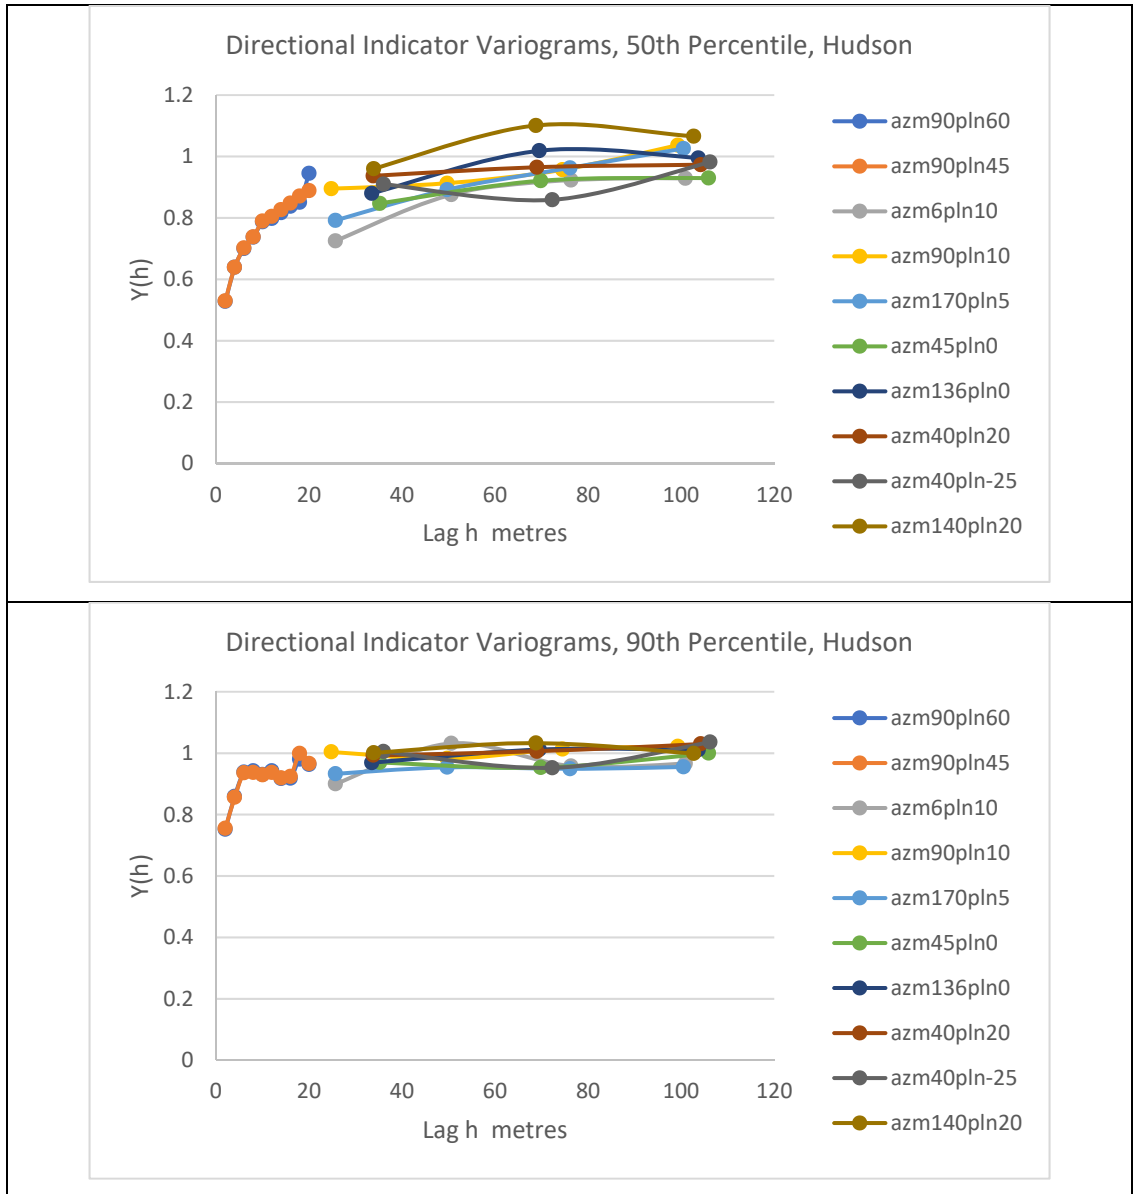 Directional Indicator Variograms, 50th Percentile, Hudson
1.2
1
0.8
0.6
0.4
0.2
0
Y(h)
0 20 40 60 80 100 120
Lag h metres
azm90pln60
azm90pln45
azm6pln10
azm90pln10
azm170pln5
azm45pln0
azm136pln0
azm40pln20
azm40pln-25
azm140pln20
Directional Indicator Variograms, 90th Percentile, Hudson
1.2
1
0.8
0.6
0.4
0.2
0
Y(h)
0 20 40 60 80 100 120
Lag h metres
azm90pln60
azm90pln45
azm6pln10
azm90pln10
azm170pln5
azm45pln0
azm136pln0
azm40pln20
azm40pln-25
azm140pln20